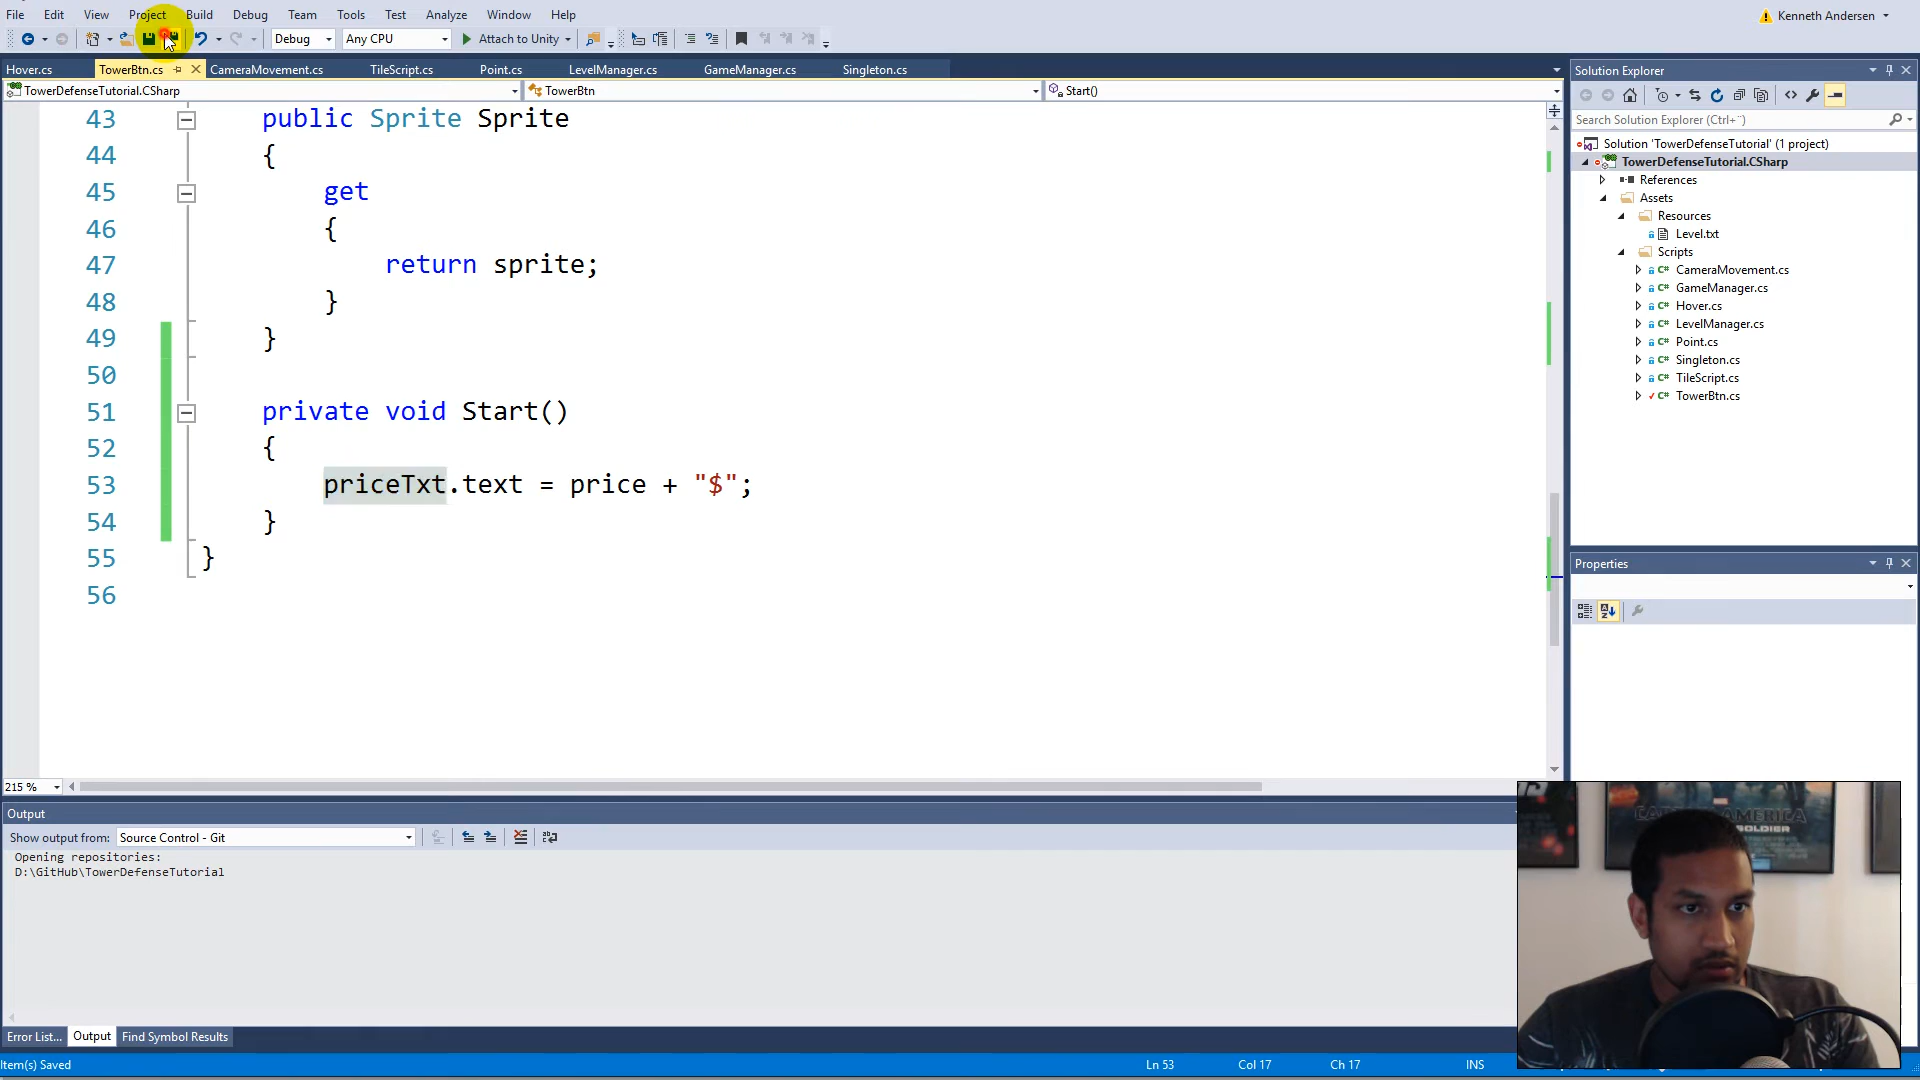 File Edit View Project Build Debug Team Tools Test Analyze Window Help Kenneth Andersen
Debug Any CPU Attach to Unity
Hover.cs TowerBtn.cs CameraMovement.cs TileScript.cs Point.cs LevelManager.cs GameManager.cs Singleton.cs
TowerDefenseTutorial.CSharp TowerBtn Start()
43 public Sprite Sprite
44 {
45 get
46 {
47 return sprite;
48 }
49 }
50
51 private void Start()
52 {
53 priceTxt.text = price + "$";
54 }
55 }
56
215 %
Output
Show output from: Source Control - Git
Opening repositories:
D:\GitHub\TowerDefenseTutorial
Error List... Output Find Symbol Results
Item(s) Saved Ln 53 Col 17 Ch 17 INS
Solution Explorer
Search Solution Explorer (Ctrl+¨)
Solution 'TowerDefenseTutorial' (1 project)
TowerDefenseTutorial.CSharp
References
Assets
Resources
Level.txt
Scripts
CameraMovement.cs
GameManager.cs
Hover.cs
LevelManager.cs
Point.cs
Singleton.cs
TileScript.cs
TowerBtn.cs
Properties
CAPTAIN AMERICA
SOLDIER